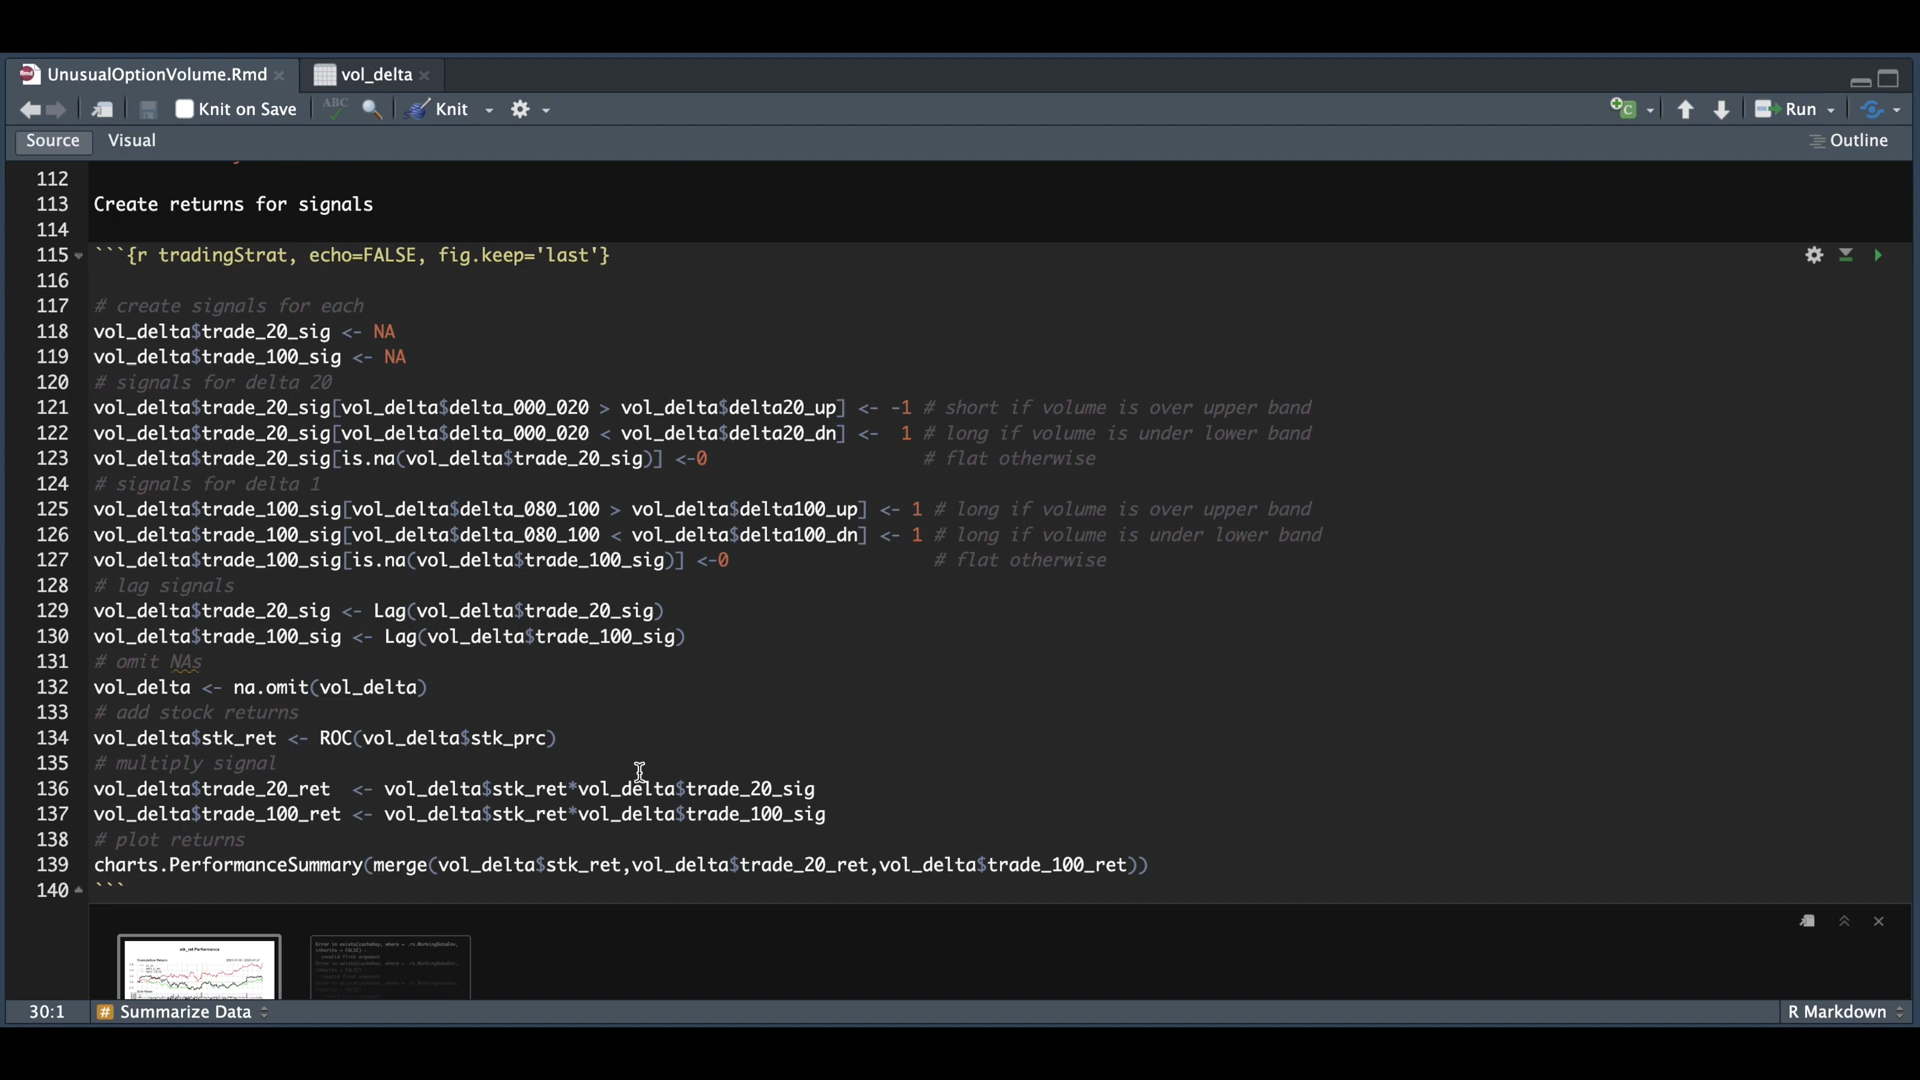 UnusualOptionVolume.Rmd
vol_delta
Knit on Save
ABC
Knit
Run
Source
Visual
Outline
112
113 Create returns for signals
114
115 ```{r tradingStrat, echo=FALSE, fig.keep='last'}
116
117 # create signals for each
118 vol_delta$trade_20_sig <- NA
119 vol_delta$trade_100_sig <- NA
120 # signals for delta 20
121 vol_delta$trade_20_sig[vol_delta$delta_000_020 > vol_delta$delta20_up] <- -1 # short if volume is over upper band
122 vol_delta$trade_20_sig[vol_delta$delta_000_020 < vol_delta$delta20_dn] <-  1 # long if volume is under lower band
123 vol_delta$trade_20_sig[is.na(vol_delta$trade_20_sig)] <-0                    # flat otherwise
124 # signals for delta 1
125 vol_delta$trade_100_sig[vol_delta$delta_080_100 > vol_delta$delta100_up] <- 1 # long if volume is over upper band
126 vol_delta$trade_100_sig[vol_delta$delta_080_100 < vol_delta$delta100_dn] <- 1 # long if volume is under lower band
127 vol_delta$trade_100_sig[is.na(vol_delta$trade_100_sig)] <-0                   # flat otherwise
128 # lag signals
129 vol_delta$trade_20_sig <- Lag(vol_delta$trade_20_sig)
130 vol_delta$trade_100_sig <- Lag(vol_delta$trade_100_sig)
131 # omit NAs
132 vol_delta <- na.omit(vol_delta)
133 # add stock returns
134 vol_delta$stk_ret <- ROC(vol_delta$stk_prc)
135 # multiply signal
136 vol_delta$trade_20_ret  <- vol_delta$stk_ret*vol_delta$trade_20_sig
137 vol_delta$trade_100_ret <- vol_delta$stk_ret*vol_delta$trade_100_sig
138 # plot returns
139 charts.PerformanceSummary(merge(vol_delta$stk_ret,vol_delta$trade_20_ret,vol_delta$trade_100_ret))
140 ```
stk_ret Performance
30:1
# Summarize Data
R Markdown